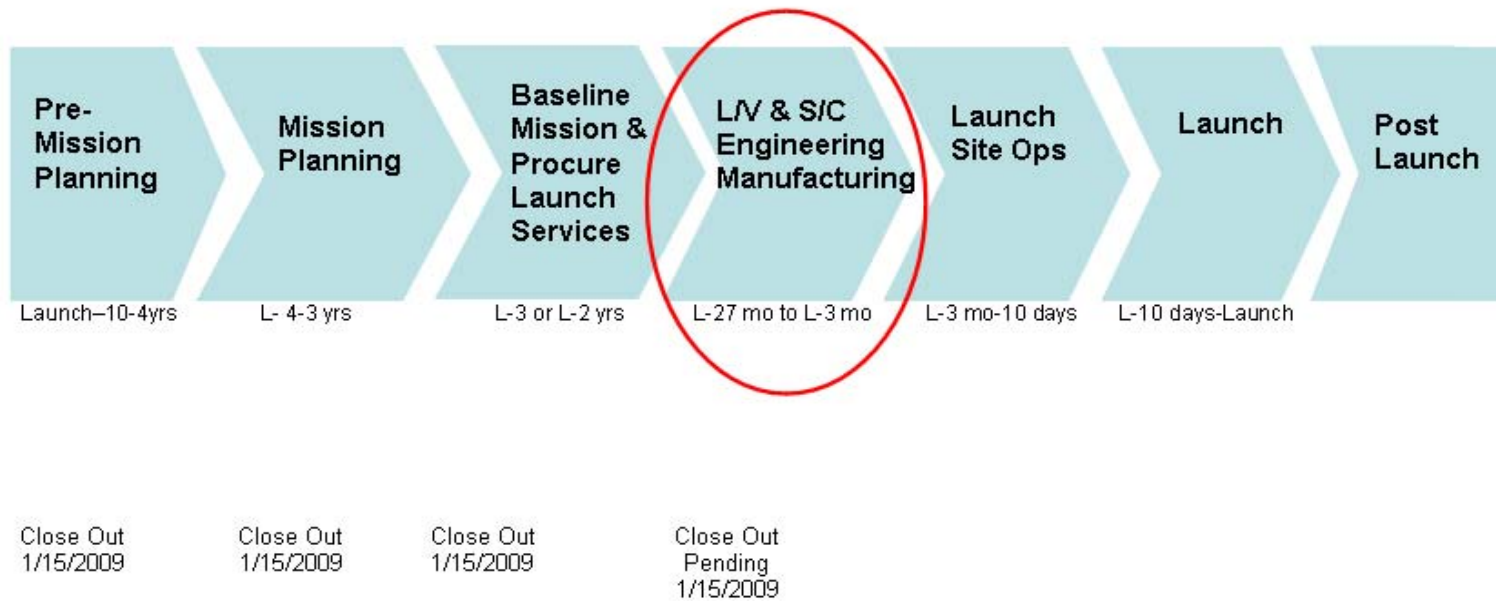 Pre-
Mission
Planning
Mission
Planning
Baseline
Mission &
Procure
Launch
Services
L/V & S/C
Engineering
Manufacturing
Launch
Site Ops
Launch
Post
Launch
Launch–10-4yrs
L- 4-3 yrs
L-3 or L-2 yrs
L-27 mo to L-3 mo
L-3 mo-10 days
L-10 days-Launch
Close Out
1/15/2009
Close Out
1/15/2009
Close Out
1/15/2009
Close Out
Pending
1/15/2009